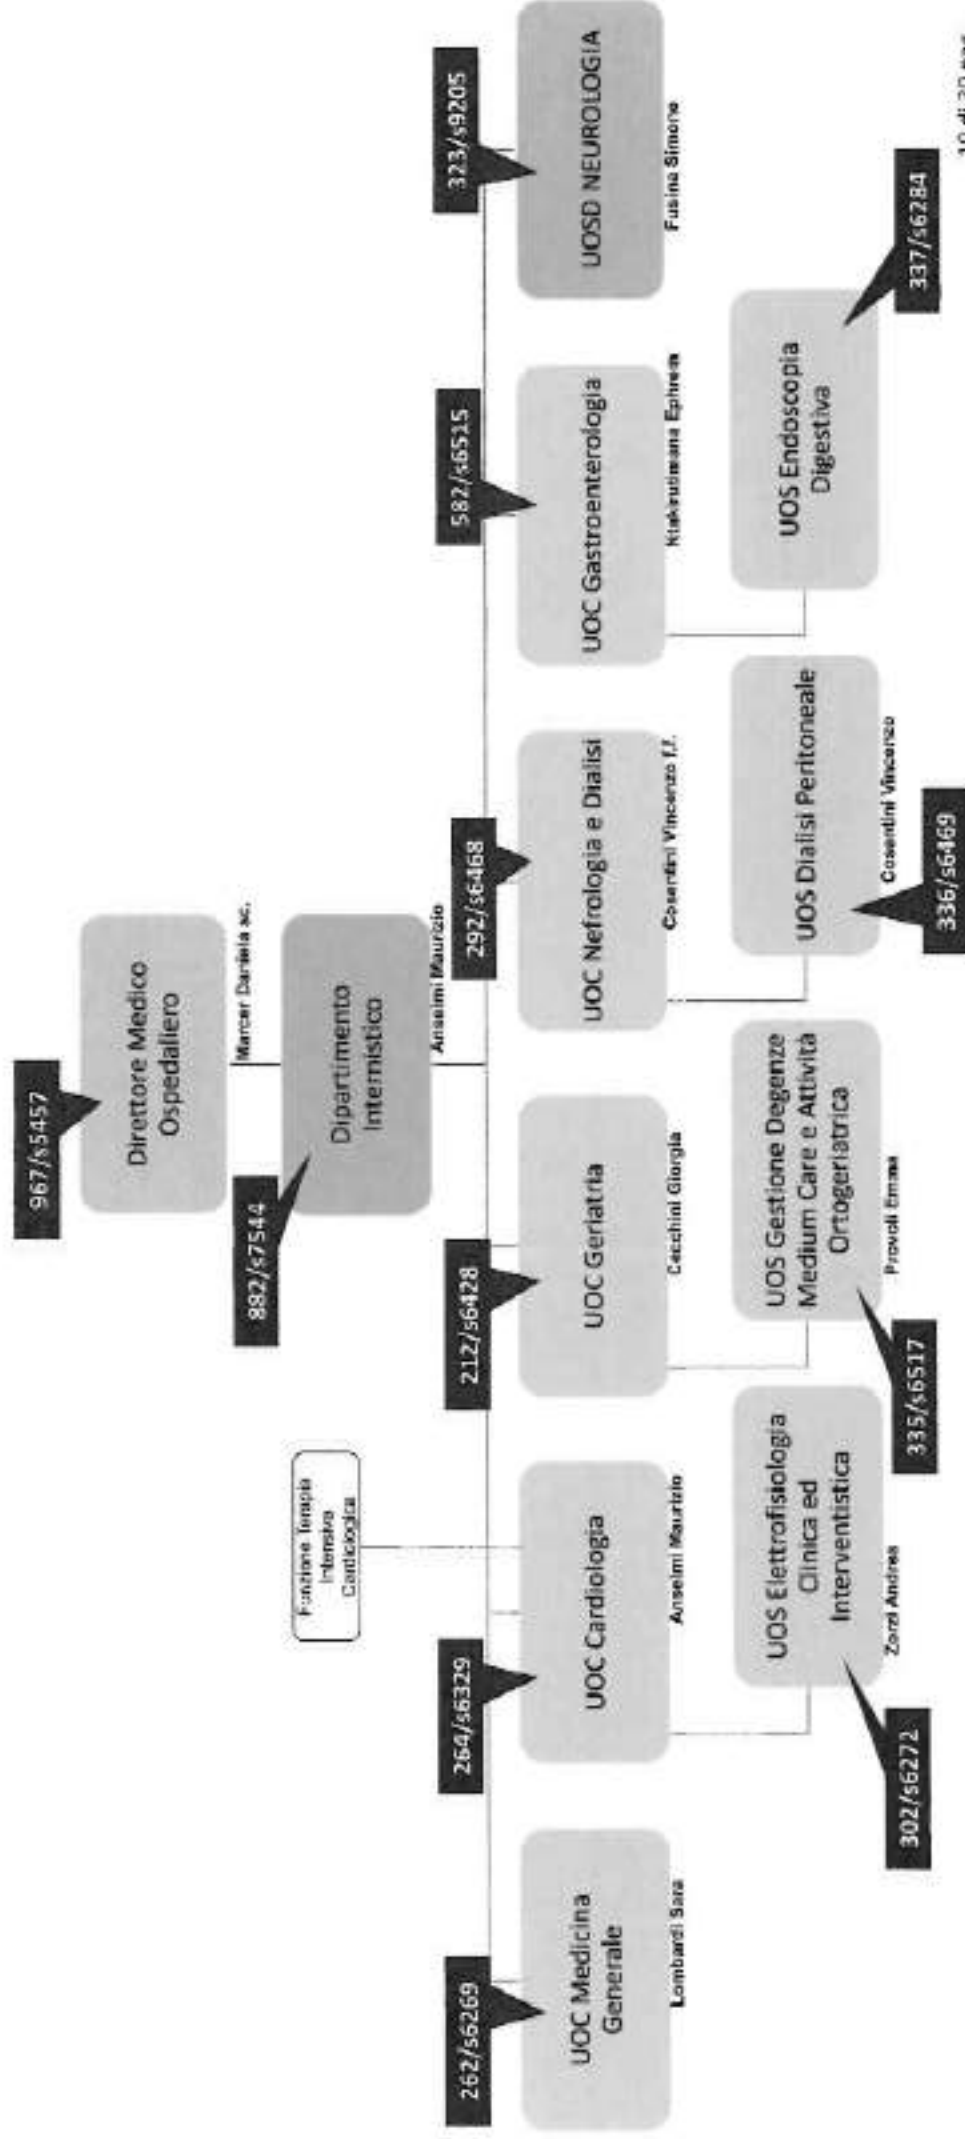 967/s5457
Direttore Medico
Ospedaliero
Marcer Daniela sc.
882/s7544
Dipartimento
Internistico
Anselmi Maurizio
Funzione Terapia
Intensiva
Cardiologica
262/s6269
UOC Medicina
Generale
Lombardi Sara
264/s6329
UOC Cardiologia
Anselmi Maurizio
212/s6428
UOC Geriatria
Cecchini Giorgia
292/s6468
UOC Nefrologia e Dialisi
Cosentini Vincenzo f.f.
582/s6515
UOC Gastroenterologia
Ntakirutimana Ephrem
323/s9205
UOSD NEUROLOGIA
Fusina Simone
UOS Elettrofisiologia
Clinica ed
Interventistica
Zorzi Andrea
302/s6272
UOS Gestione Degenze
Medium Care e Attività
Ortogeriatrica
Provoli Emma
335/s6517
UOS Dialisi Peritoneale
Cosentini Vincenzo
336/s6469
UOS Endoscopia
Digestiva
337/s6284